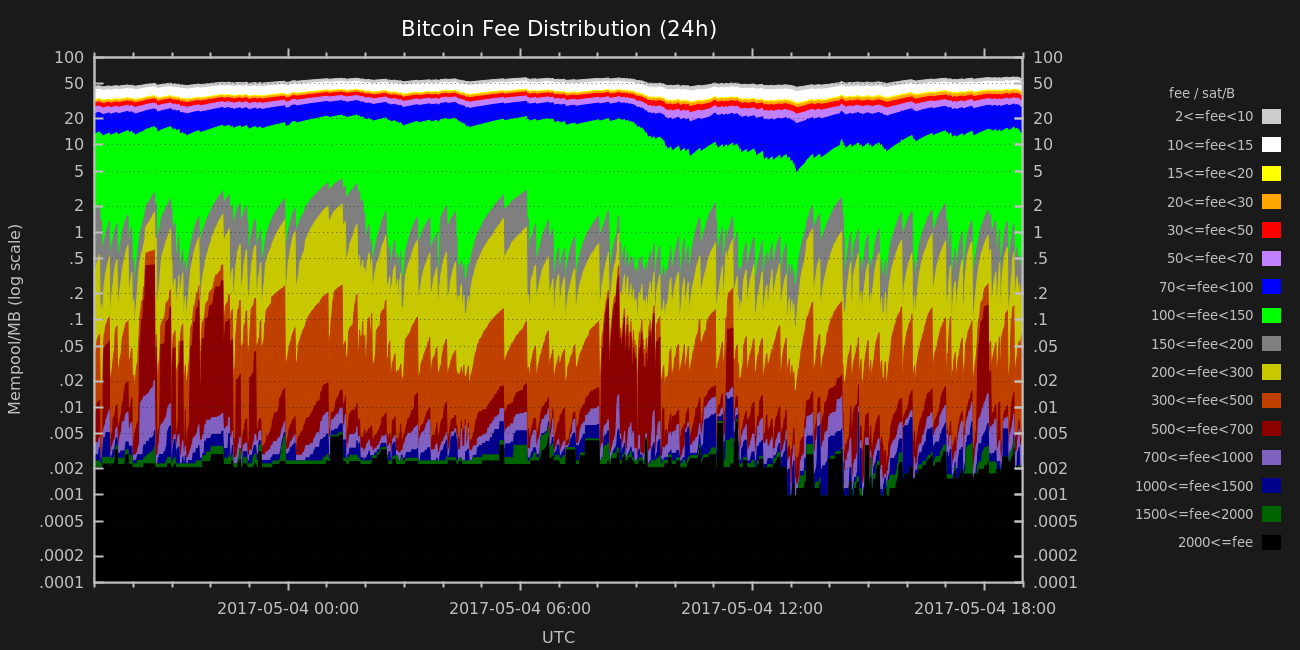 Bitcoin Fee Distribution (24h)
Mempool/MB (log scale)
100
50
20
10
5
2
1
.5
.2
.1
.05
.02
.01
.005
.002
.001
.0005
.0002
.0001
100
50
20
10
5
2
1
.5
.2
.1
.05
.02
.01
.005
.002
.001
.0005
.0002
.0001
2017-05-04 00:00
2017-05-04 06:00
2017-05-04 12:00
2017-05-04 18:00
UTC
fee / sat/B
2<=fee<10
10<=fee<15
15<=fee<20
20<=fee<30
30<=fee<50
50<=fee<70
70<=fee<100
100<=fee<150
150<=fee<200
200<=fee<300
300<=fee<500
500<=fee<700
700<=fee<1000
1000<=fee<1500
1500<=fee<2000
2000<=fee